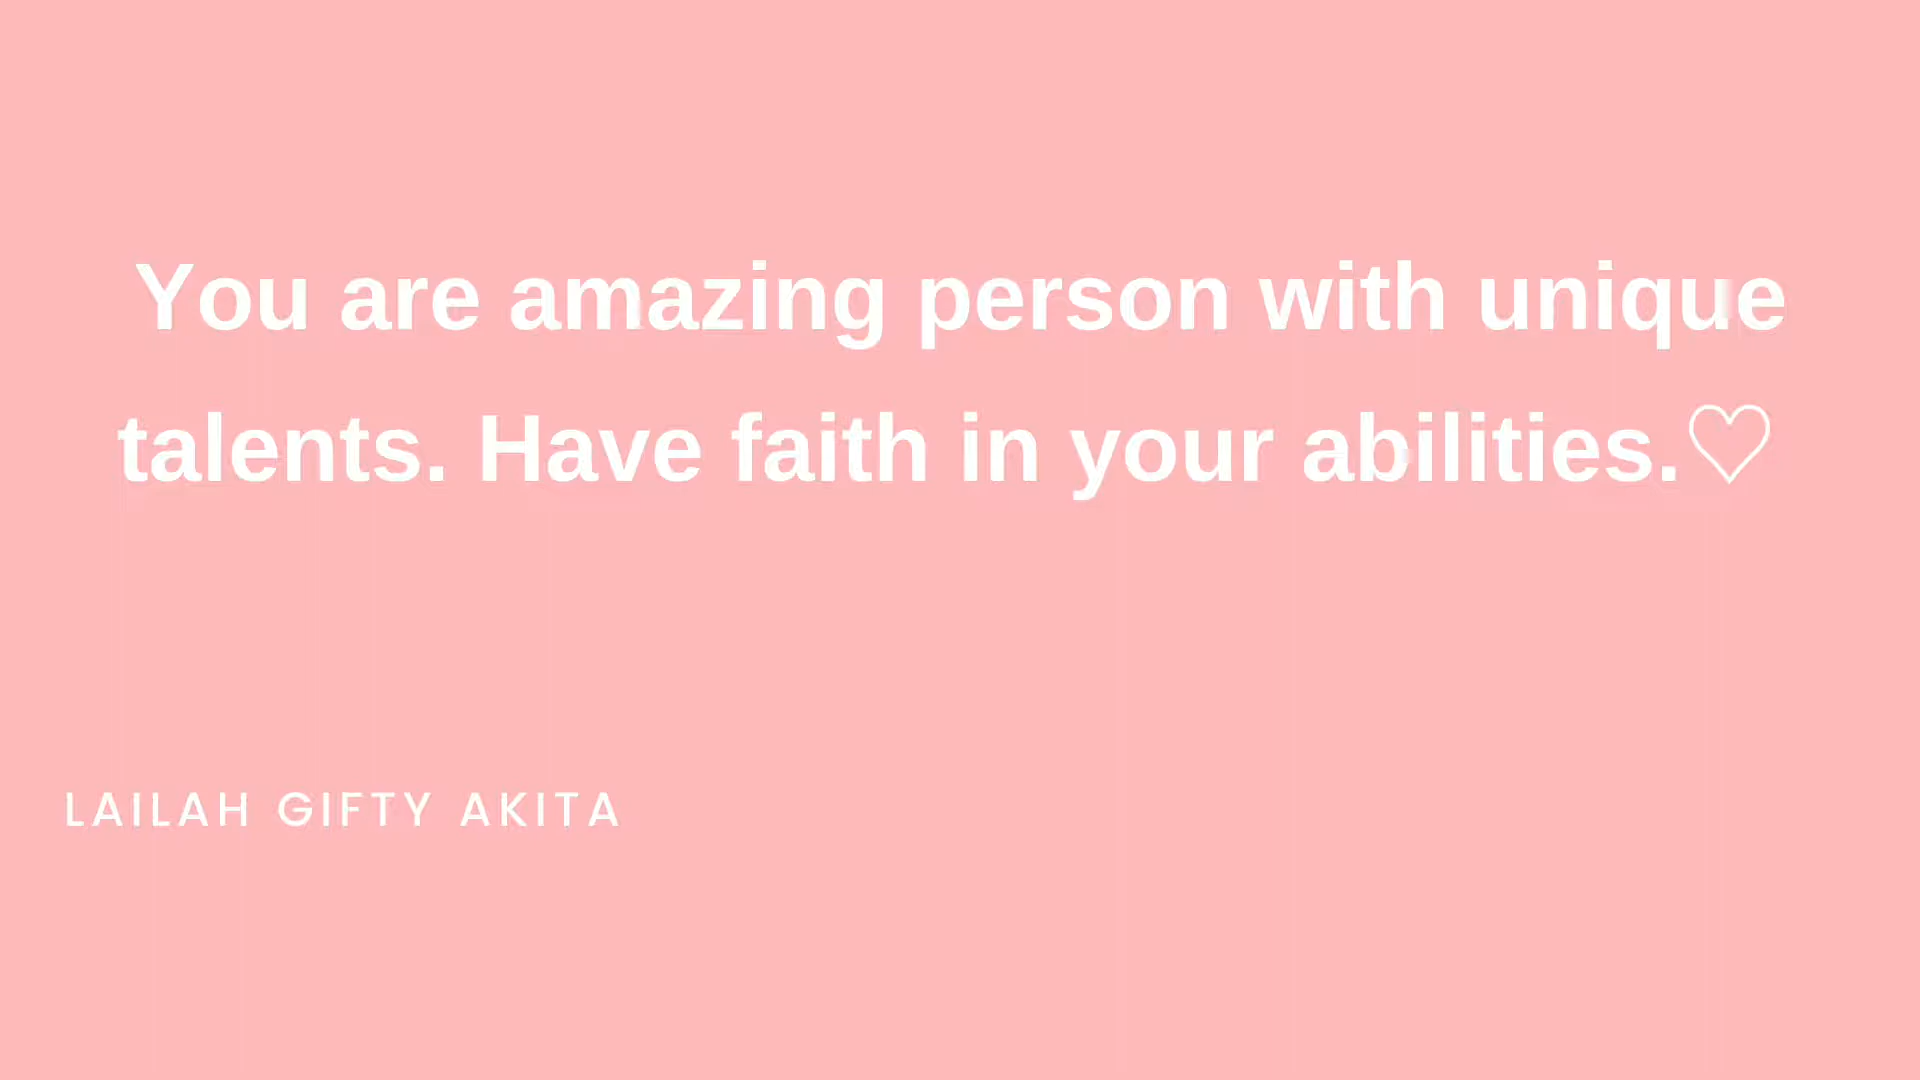 You are amazing person with unique
talents. Have faith in your abilities.♡
LAILAH GIFTY AKITA